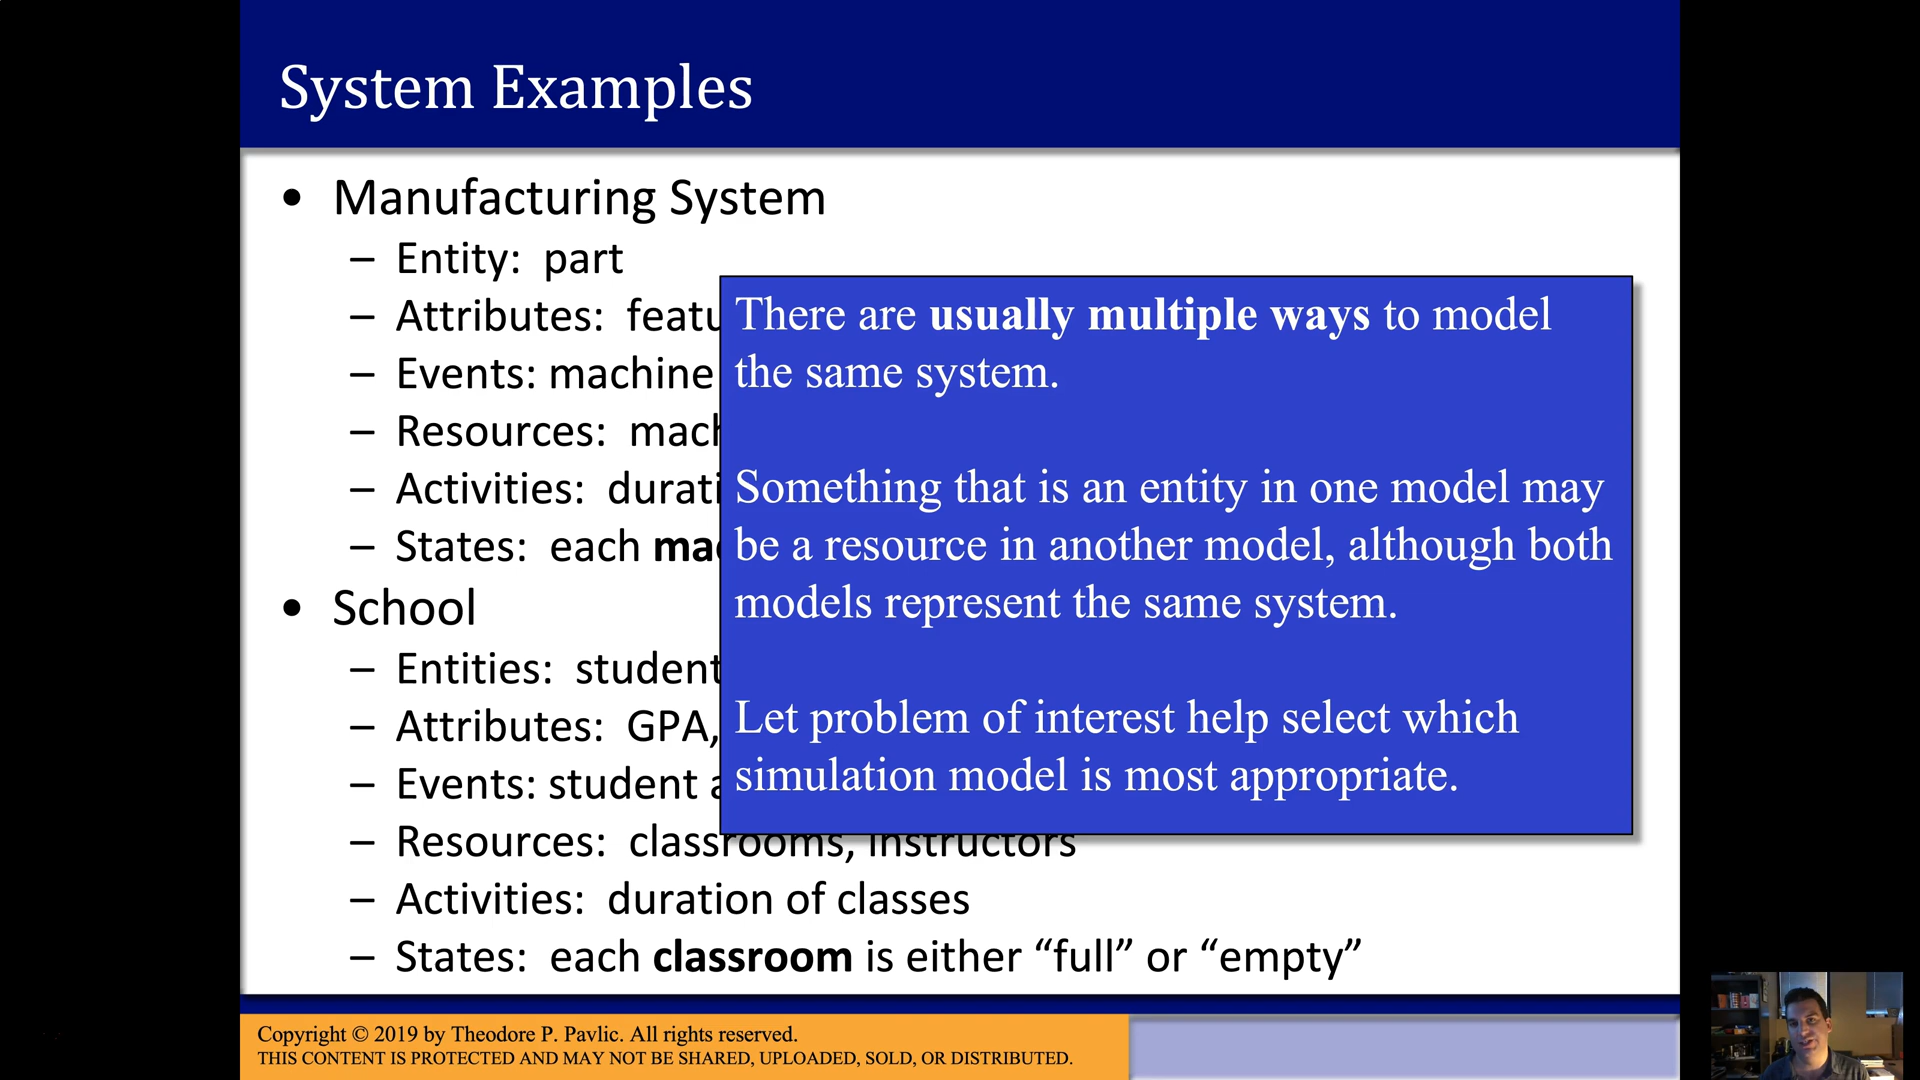 System Examples
• Manufacturing System
– Entity: part
– Attributes:
– Events: machine
– Resources:
– Activities:
– States: each
• School
– Entities: student
– Attributes: GPA,
– Events: student
– Resources: classrooms, instructors
– Activities: duration of classes
– States: each classroom is either “full” or “empty”
There are usually multiple ways to model
the same system.
Something that is an entity in one model may
be a resource in another model, although both
models represent the same system.
Let problem of interest help select which
simulation model is most appropriate.
Copyright © 2019 by Theodore P. Pavlic. All rights reserved.
THIS CONTENT IS PROTECTED AND MAY NOT BE SHARED, UPLOADED, SOLD, OR DISTRIBUTED.